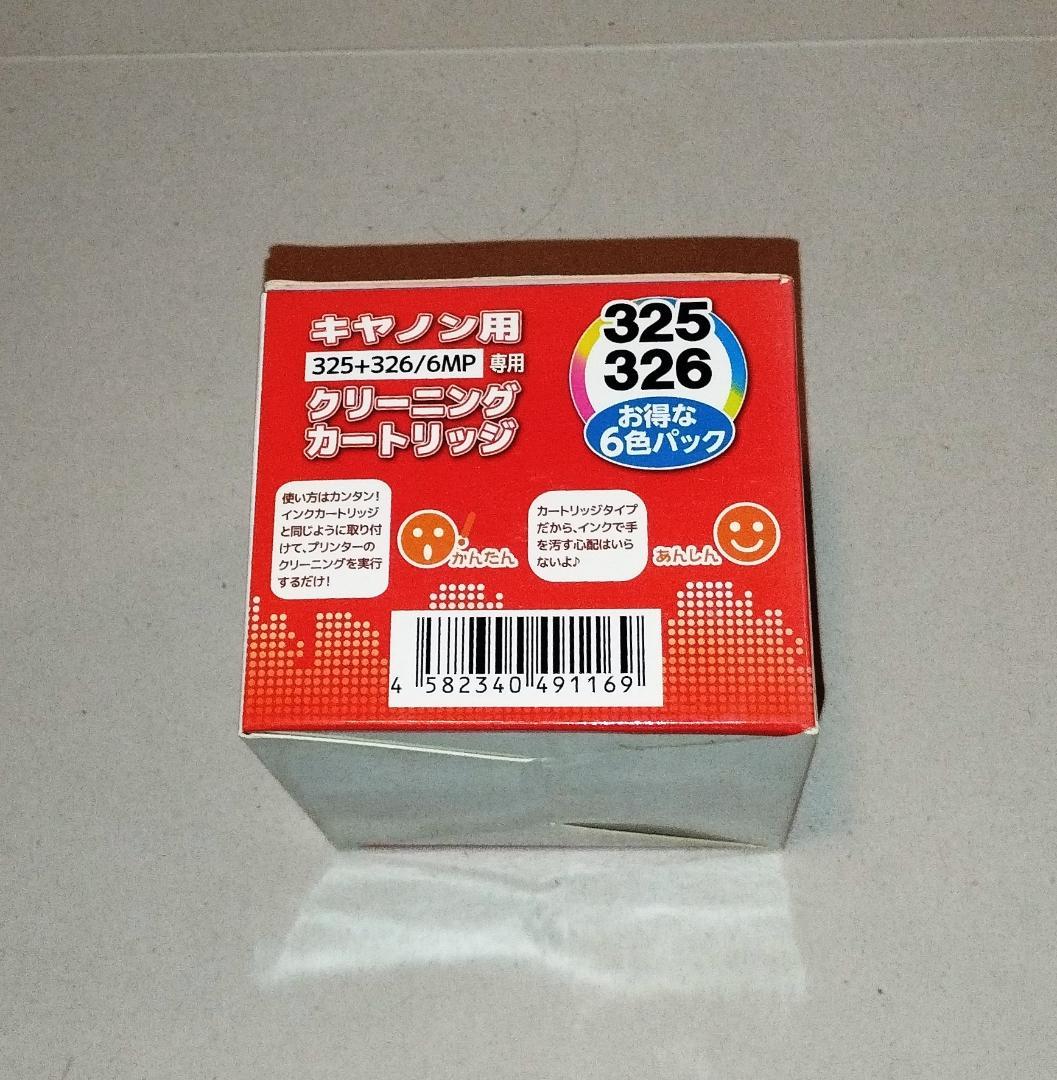 キヤノン用
325+326/6MP 専用
クリーニング
カートリッジ
325
326
お得な
6色パック
使い方はカンタン!
インクカートリッジ
と同じように取り付
けて、プリンターの
クリーニングを実行
するだけ!
かんたん
カートリッジタイプ
だから、インクで手
を汚す心配はいら
ないよ♪
あんしん
4 582340 491169